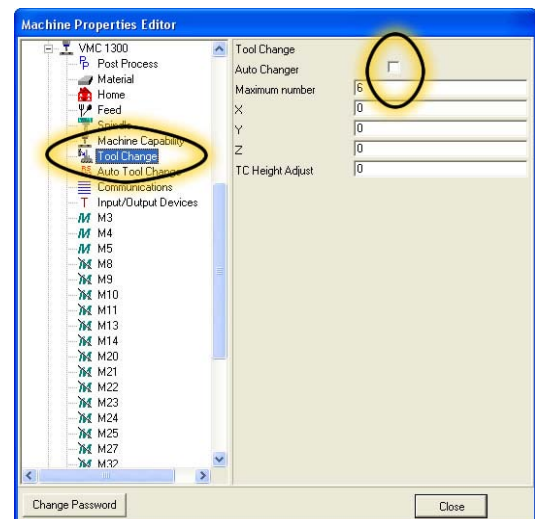 Machine Properties Editor
VMC 1300
Post Process
Material
Home
Feed
Spindle
Machine Capability
Tool Change
Auto Tool Change
Communications
Input/Output Devices
M3
M4
M5
M8
M9
M10
M11
M13
M14
M20
M21
M22
M23
M24
M25
M27
M32
Tool Change
Auto Changer
Maximum number 6
X 0
Y 0
Z 0
TC Height Adjust 0
Change Password
Close